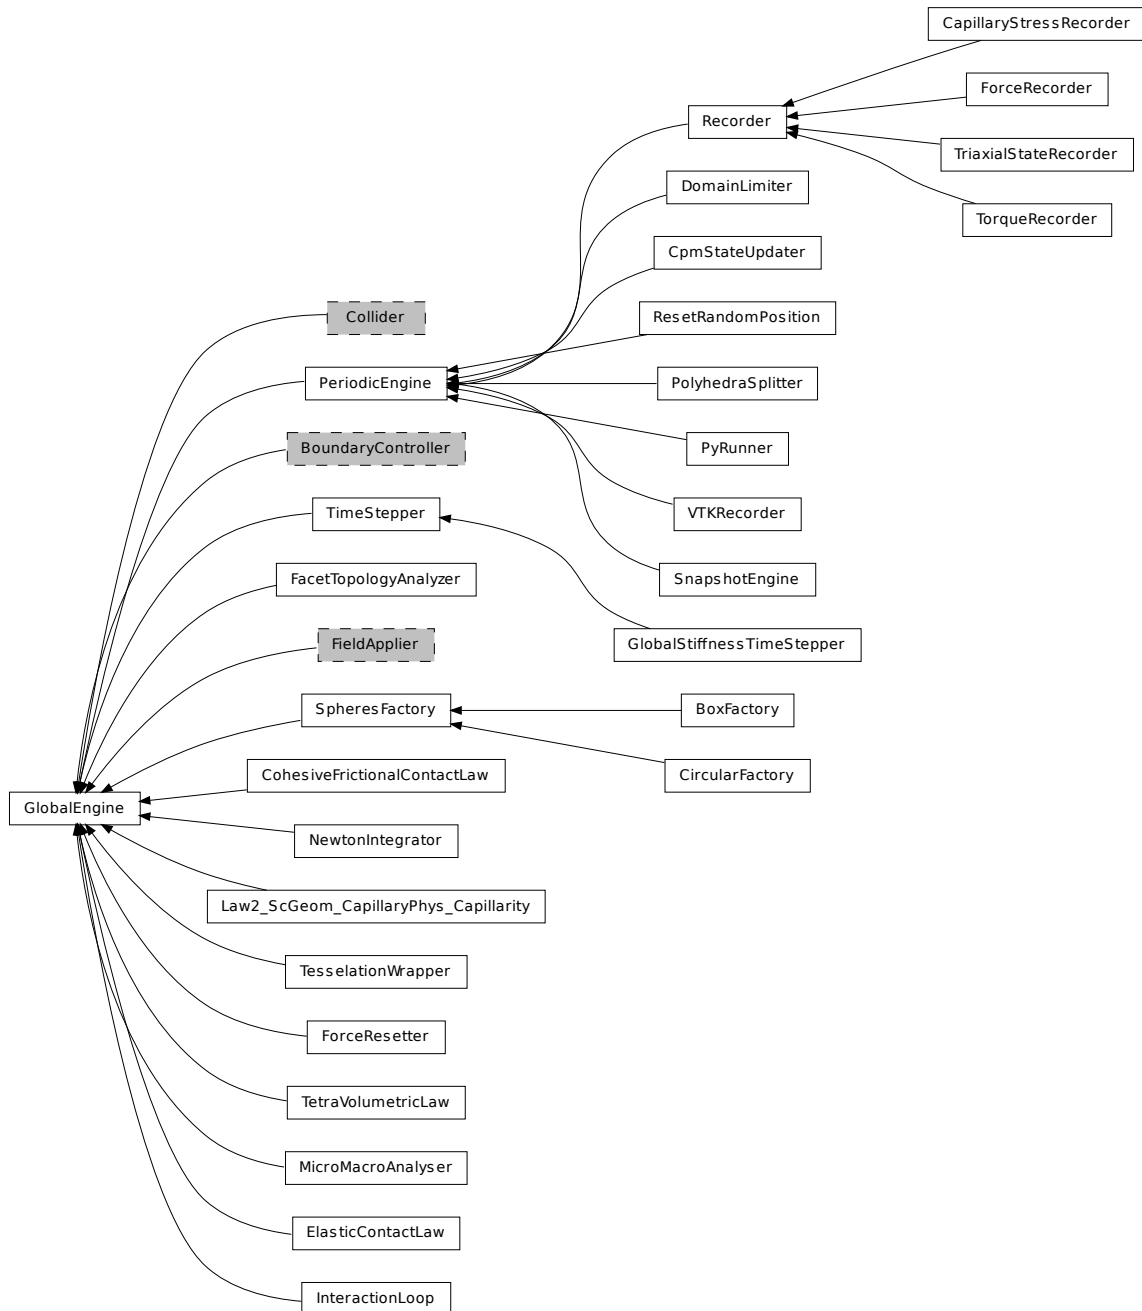 CapillaryStressRecorder
ForceRecorder
Recorder
TriaxialStateRecorder
DomainLimiter
TorqueRecorder
CpmStateUpdater
Collider
ResetRandomPosition
PeriodicEngine
PolyhedraSplitter
BoundaryController
PyRunner
TimeStepper
VTKRecorder
FacetTopologyAnalyzer
SnapshotEngine
FieldApplier
GlobalStiffnessTimeStepper
SpheresFactory
BoxFactory
CohesiveFrictionalContactLaw
CircularFactory
GlobalEngine
NewtonIntegrator
Law2_ScGeom_CapillaryPhys_Capillarity
TesselationWrapper
ForceResetter
TetraVolumetricLaw
MicroMacroAnalyser
ElasticContactLaw
InteractionLoop